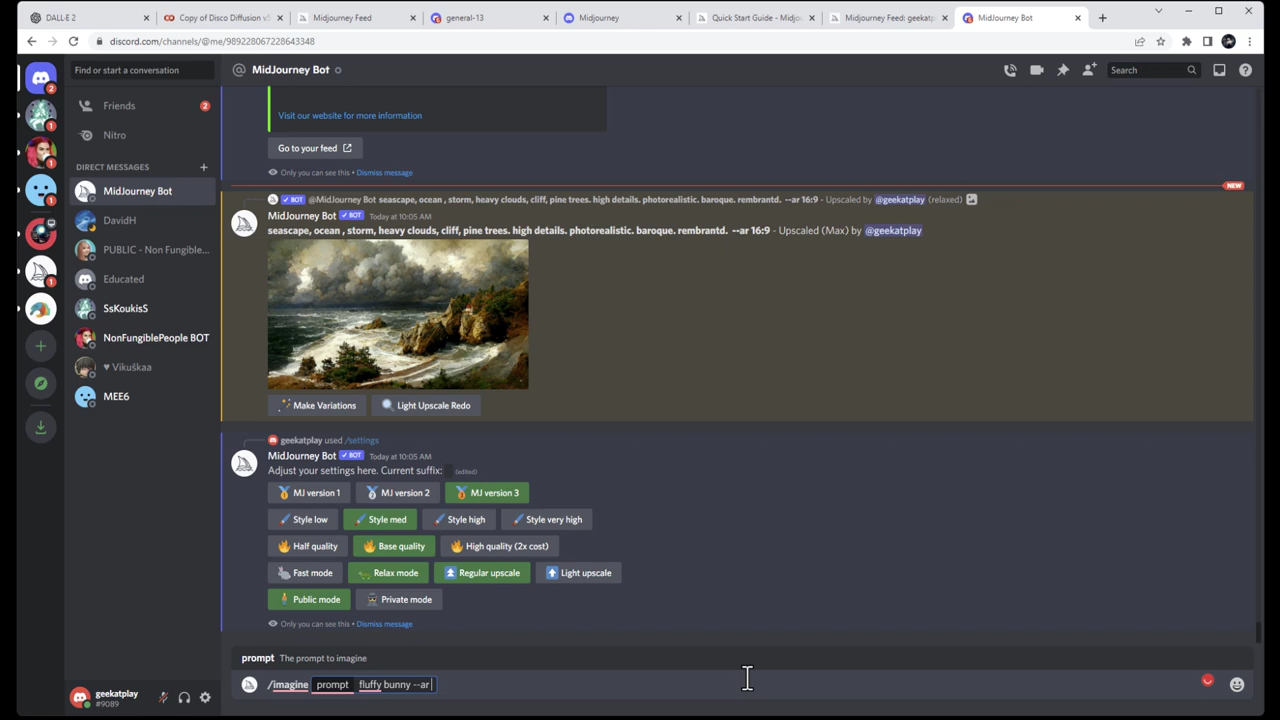 DALL-E 2
Copy of Disco Diffusion v5
Midjourney Feed
general-13
Midjourney
Quick Start Guide - Midjou
Midjourney Feed: geekatp
MidJourney Bot
discord.com/channels/@me/989228067228643348
Find or start a conversation
MidJourney Bot
Search
Friends
2
Nitro
DIRECT MESSAGES
MidJourney Bot
DavidH
PUBLIC - Non Fungible...
Educated
SsKoukisS
NonFungiblePeople BOT
♥ Vikuškaa
MEE6
2
1
1
1
1
Visit our website for more information
Go to your feed
Only you can see this • Dismiss message
NEW
BOT @MidJourney Bot seascape, ocean , storm, heavy clouds, cliff, pine trees. high details. photorealistic. baroque. rembrandt. --ar 16:9 - Upscaled by @geekatplay (relaxed)
MidJourney Bot BOT Today at 10:05 AM
seascape, ocean , storm, heavy clouds, cliff, pine trees. high details. photorealistic. baroque. rembrandt. --ar 16:9 - Upscaled (Max) by @geekatplay
Make Variations
Light Upscale Redo
geekatplay used /settings
MidJourney Bot BOT Today at 10:05 AM
Adjust your settings here. Current suffix: (edited)
MJ version 1
MJ version 2
MJ version 3
Style low
Style med
Style high
Style very high
Half quality
Base quality
High quality (2x cost)
Fast mode
Relax mode
Regular upscale
Light upscale
Public mode
Private mode
Only you can see this • Dismiss message
prompt The prompt to imagine
/imagine prompt fluffy bunny --ar
geekatplay
#9089